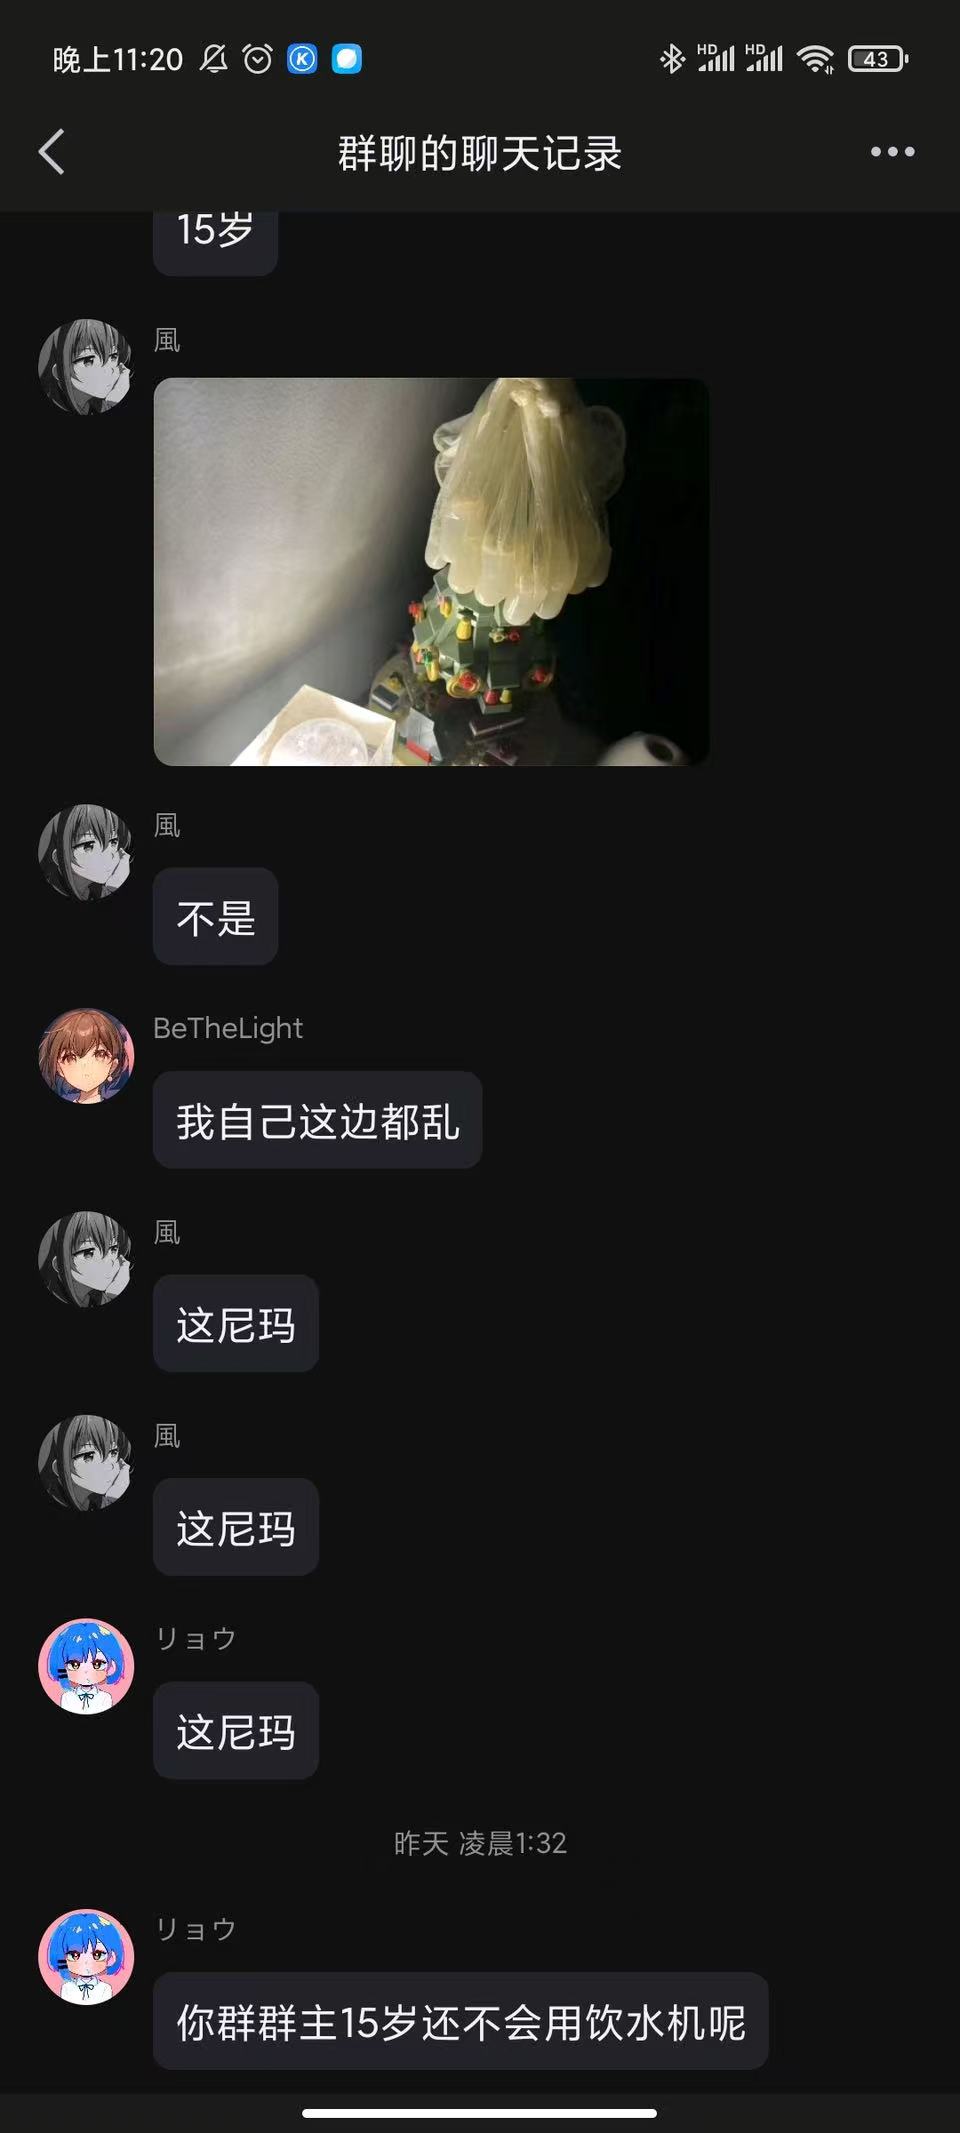 晚上11:20
HD
HD
43
群聊的聊天记录
15岁
風
風
不是
BeTheLight
我自己这边都乱
風
这尼玛
風
这尼玛
リョウ
这尼玛
昨天 凌晨1:32
リョウ
你群群主15岁还不会用饮水机呢